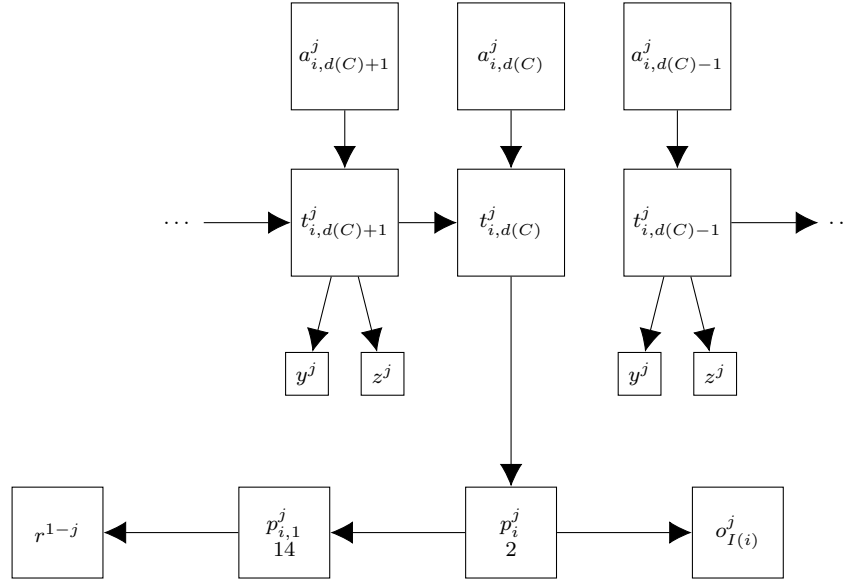 a^j_{i,d(C)+1} a^j_{i,d(C)} a^j_{i,d(C)−1}
⋯ t^j_{i,d(C)+1} t^j_{i,d(C)} t^j_{i,d(C)−1} ⋅⋅
y^j z^j y^j z^j
r^{1−j} p^j_{i,1} p^j_i o^j_{I(i)}
14 2